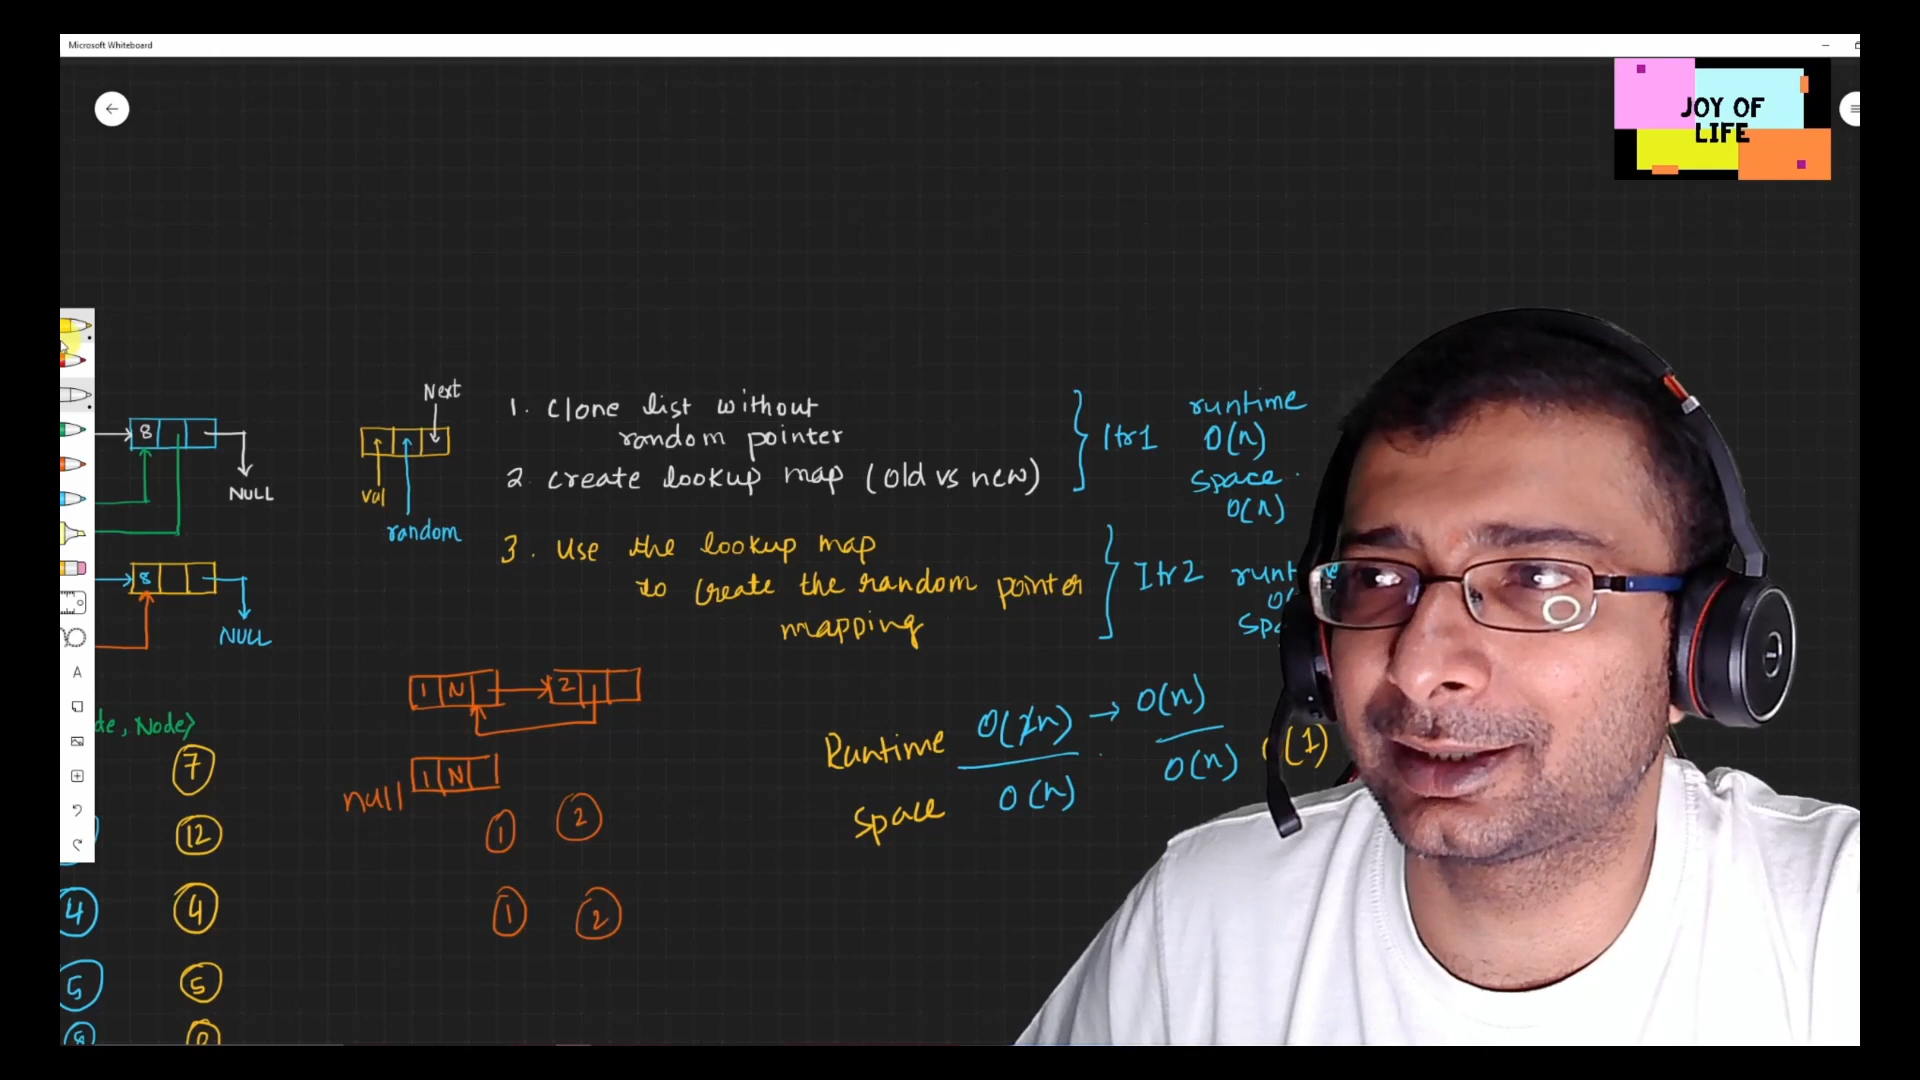 Microsoft Whiteboard
JOY OF
LIFE
Next
8
NULL
val
random
1. Clone list without
random pointer
2. create lookup map (old vs new)
Itr1
runtime
O(n)
space
O(n)
3. Use the lookup map
to create the random pointer
mapping
Itr2
8
NULL
1 N
2
Node>
7
12
4
5
4
5
8
null
1 N
1
2
1
2
Runtime
O(2n) → O(n)
Space
O(n)
O(n)
(1)
A